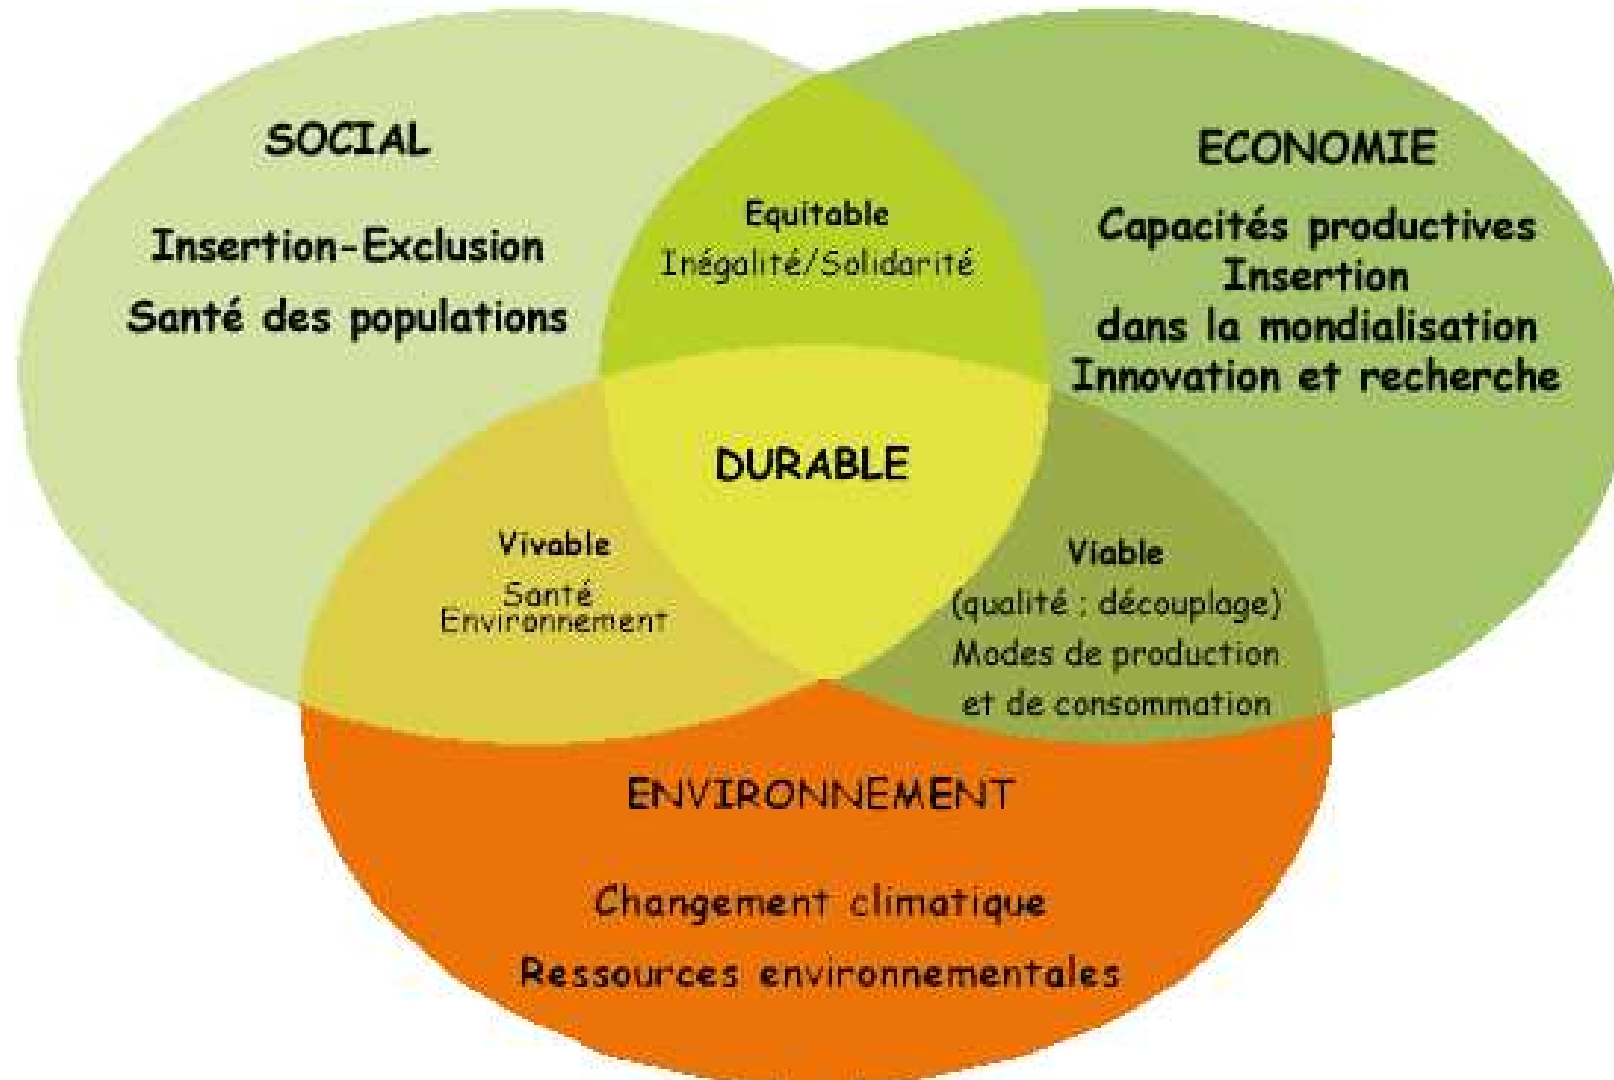 SOCIAL
Insertion-Exclusion
Santé des populations
Equitable
Inégalité/Solidarité
ECONOMIE
Capacités productives
Insertion
dans la mondialisation
Innovation et recherche
DURABLE
Vivable
Santé
Environnement
Viable
(qualité ; découplage)
Modes de production
et de consommation
ENVIRONNEMENT
Changement climatique
Ressources environnementales